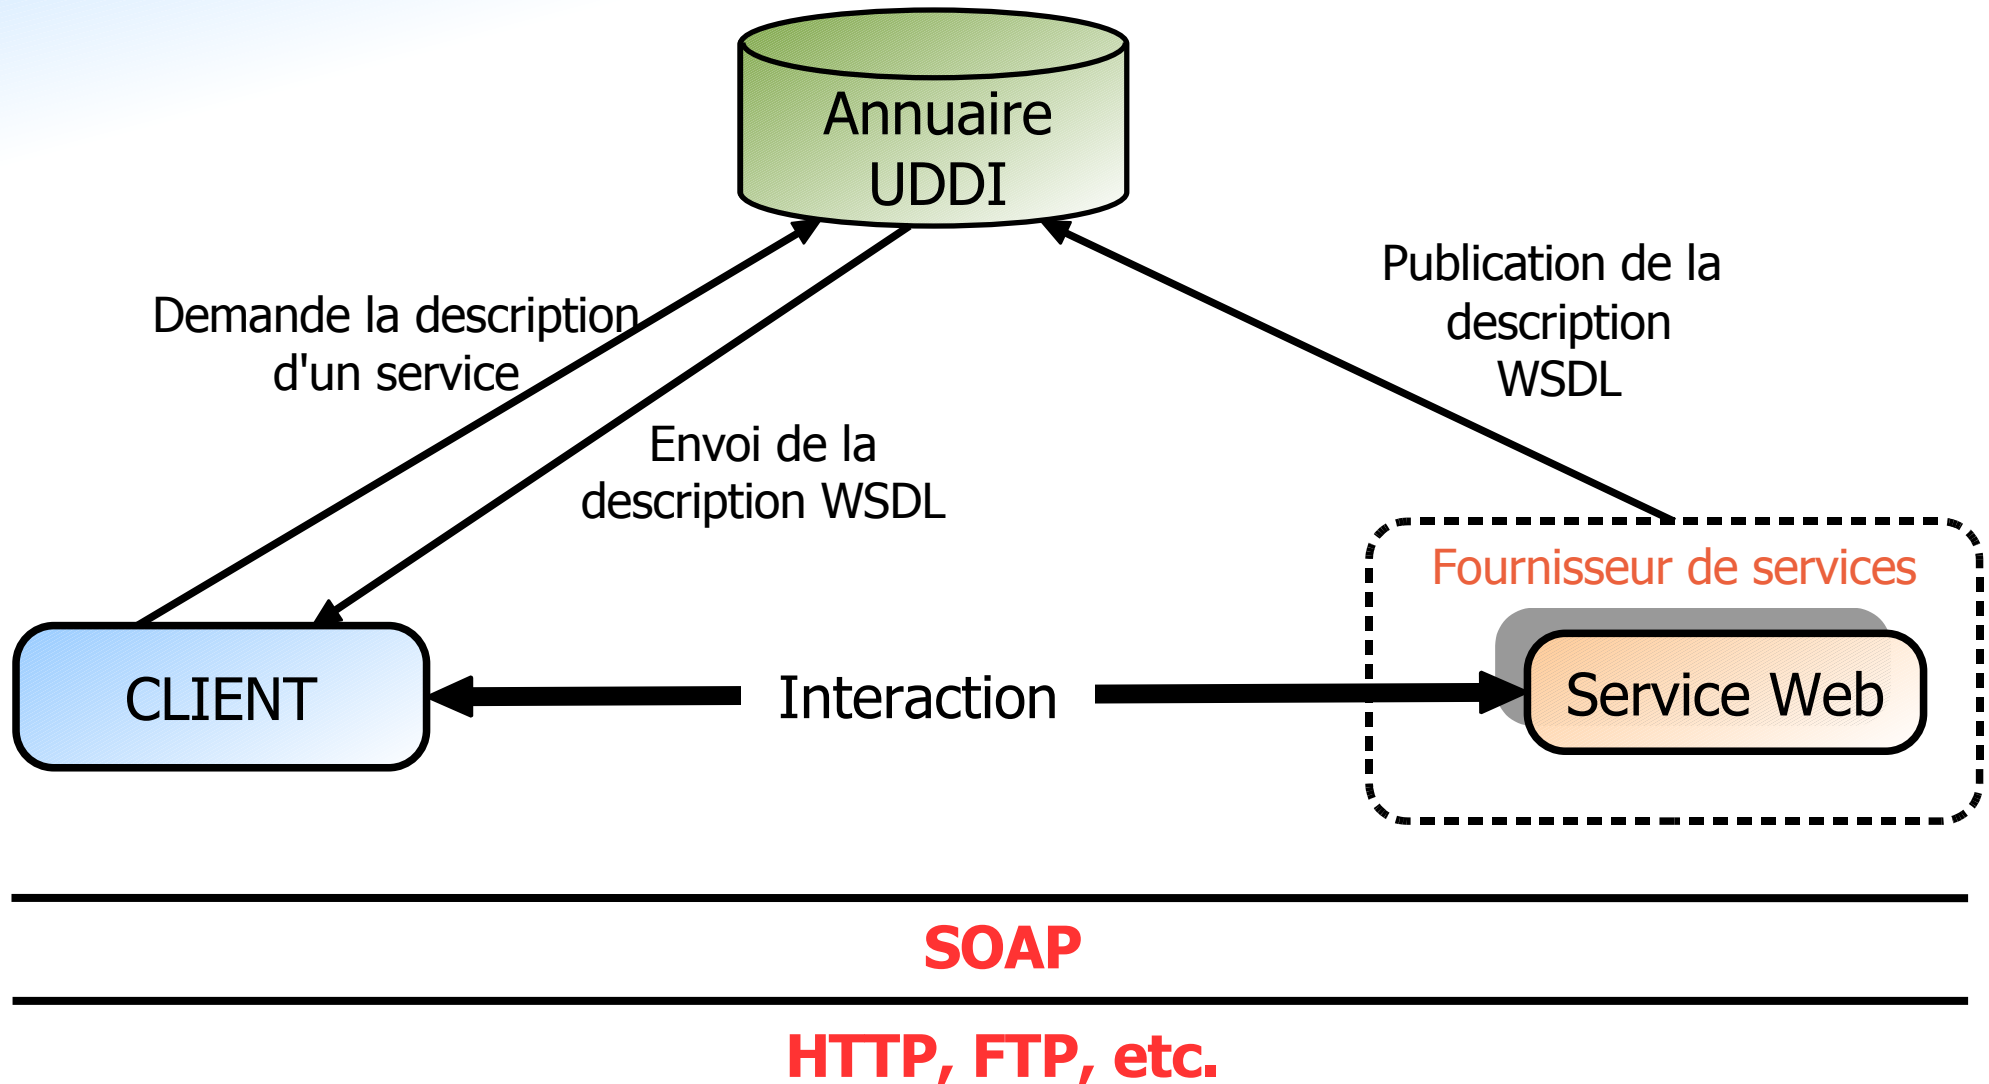 Annuaire
UDDI
Publication de la
description
WSDL
Demande la description
d'un service
Envoi de la
description WSDL
Fournisseur de services
CLIENT
Interaction
Service Web
SOAP
HTTP, FTP, etc.